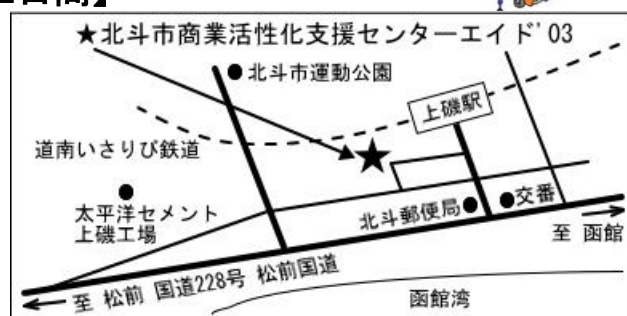 ★北斗市商業活性化支援センターエイド'03
北斗市運動公園
上磯駅
道南いさりび鉄道
太平洋セメント
上磯工場
北斗郵便局
交番
至 函館
至 松前 国道228号 松前国道
函館湾